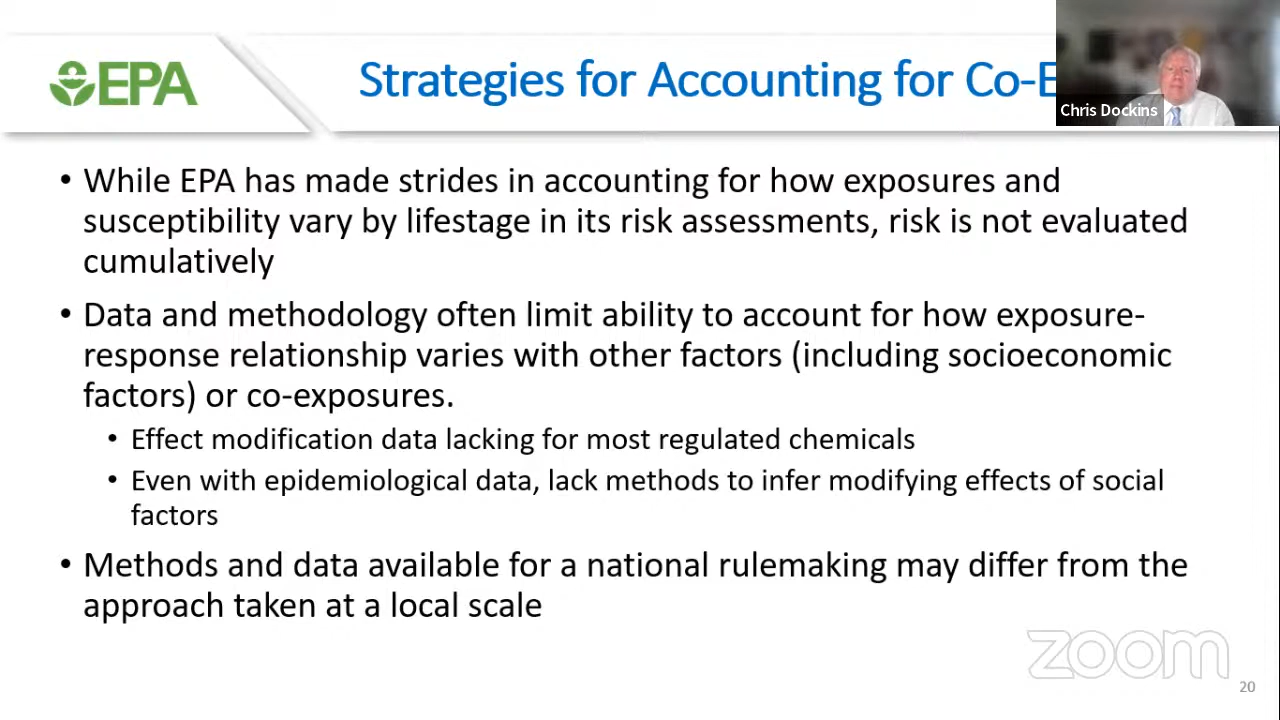 EPA
Strategies for Accounting for Co-E
Chris Dockins
• While EPA has made strides in accounting for how exposures and
susceptibility vary by lifestage in its risk assessments, risk is not evaluated
cumulatively
• Data and methodology often limit ability to account for how exposure-
response relationship varies with other factors (including socioeconomic
factors) or co-exposures.
• Effect modification data lacking for most regulated chemicals
• Even with epidemiological data, lack methods to infer modifying effects of social
factors
• Methods and data available for a national rulemaking may differ from the
approach taken at a local scale
zoom
20